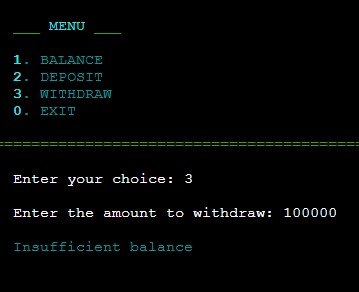 ___ MENU ___
1. BALANCE
2. DEPOSIT
3. WITHDRAW
0. EXIT
========================================
Enter your choice: 3
Enter the amount to withdraw: 100000
Insufficient balance